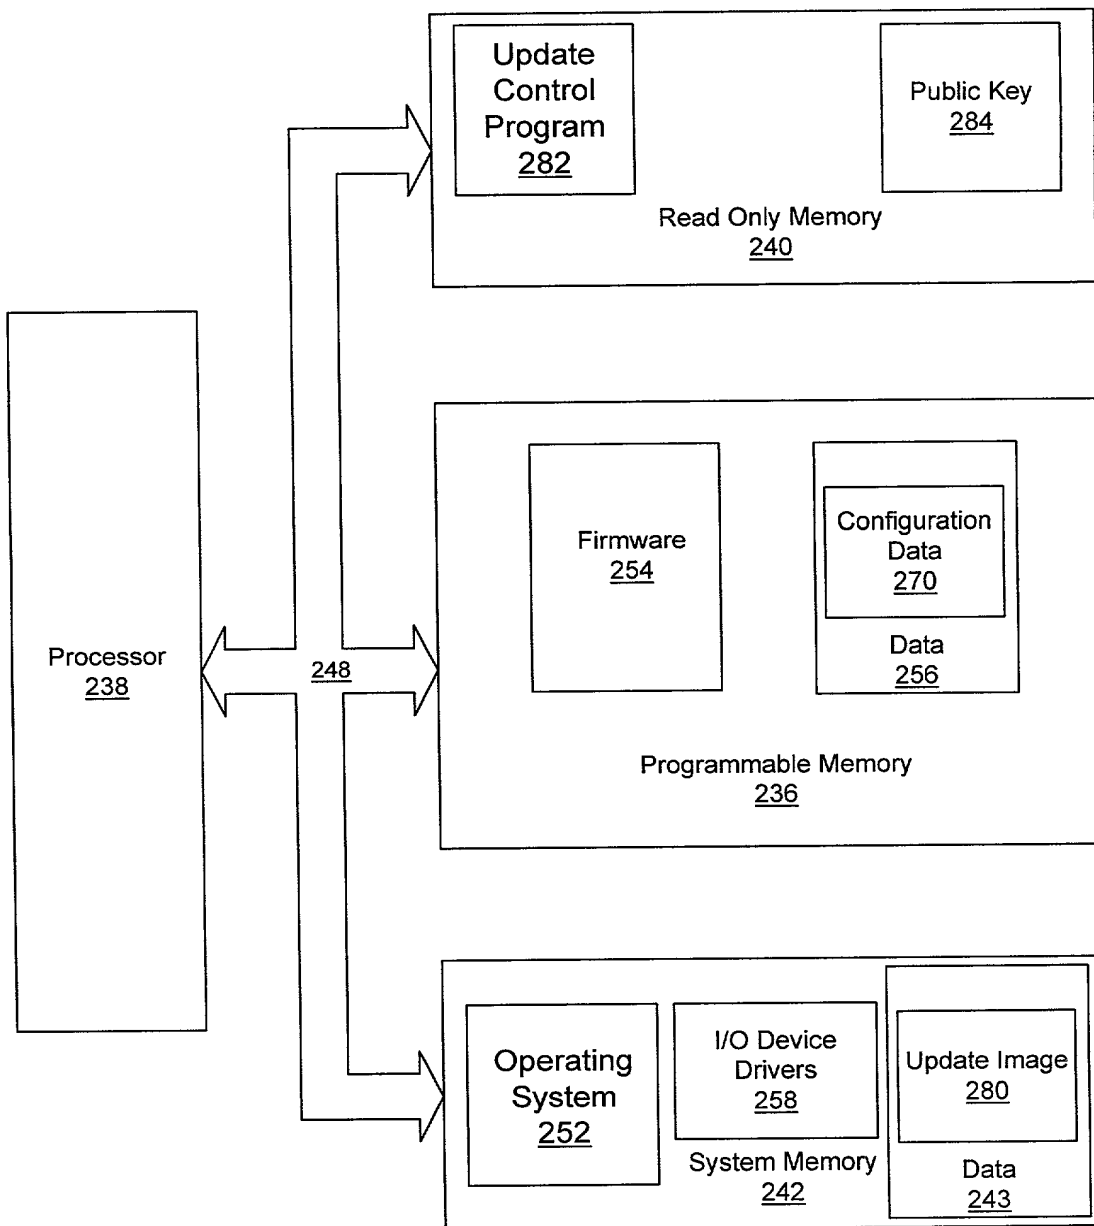 Update
Control
Program
282
Public Key
284
Read Only Memory
240
Processor
238
248
Firmware
254
Configuration
Data
270
Data
256
Programmable Memory
236
Operating
System
252
I/O Device
Drivers
258
Update Image
280
System Memory
242
Data
243